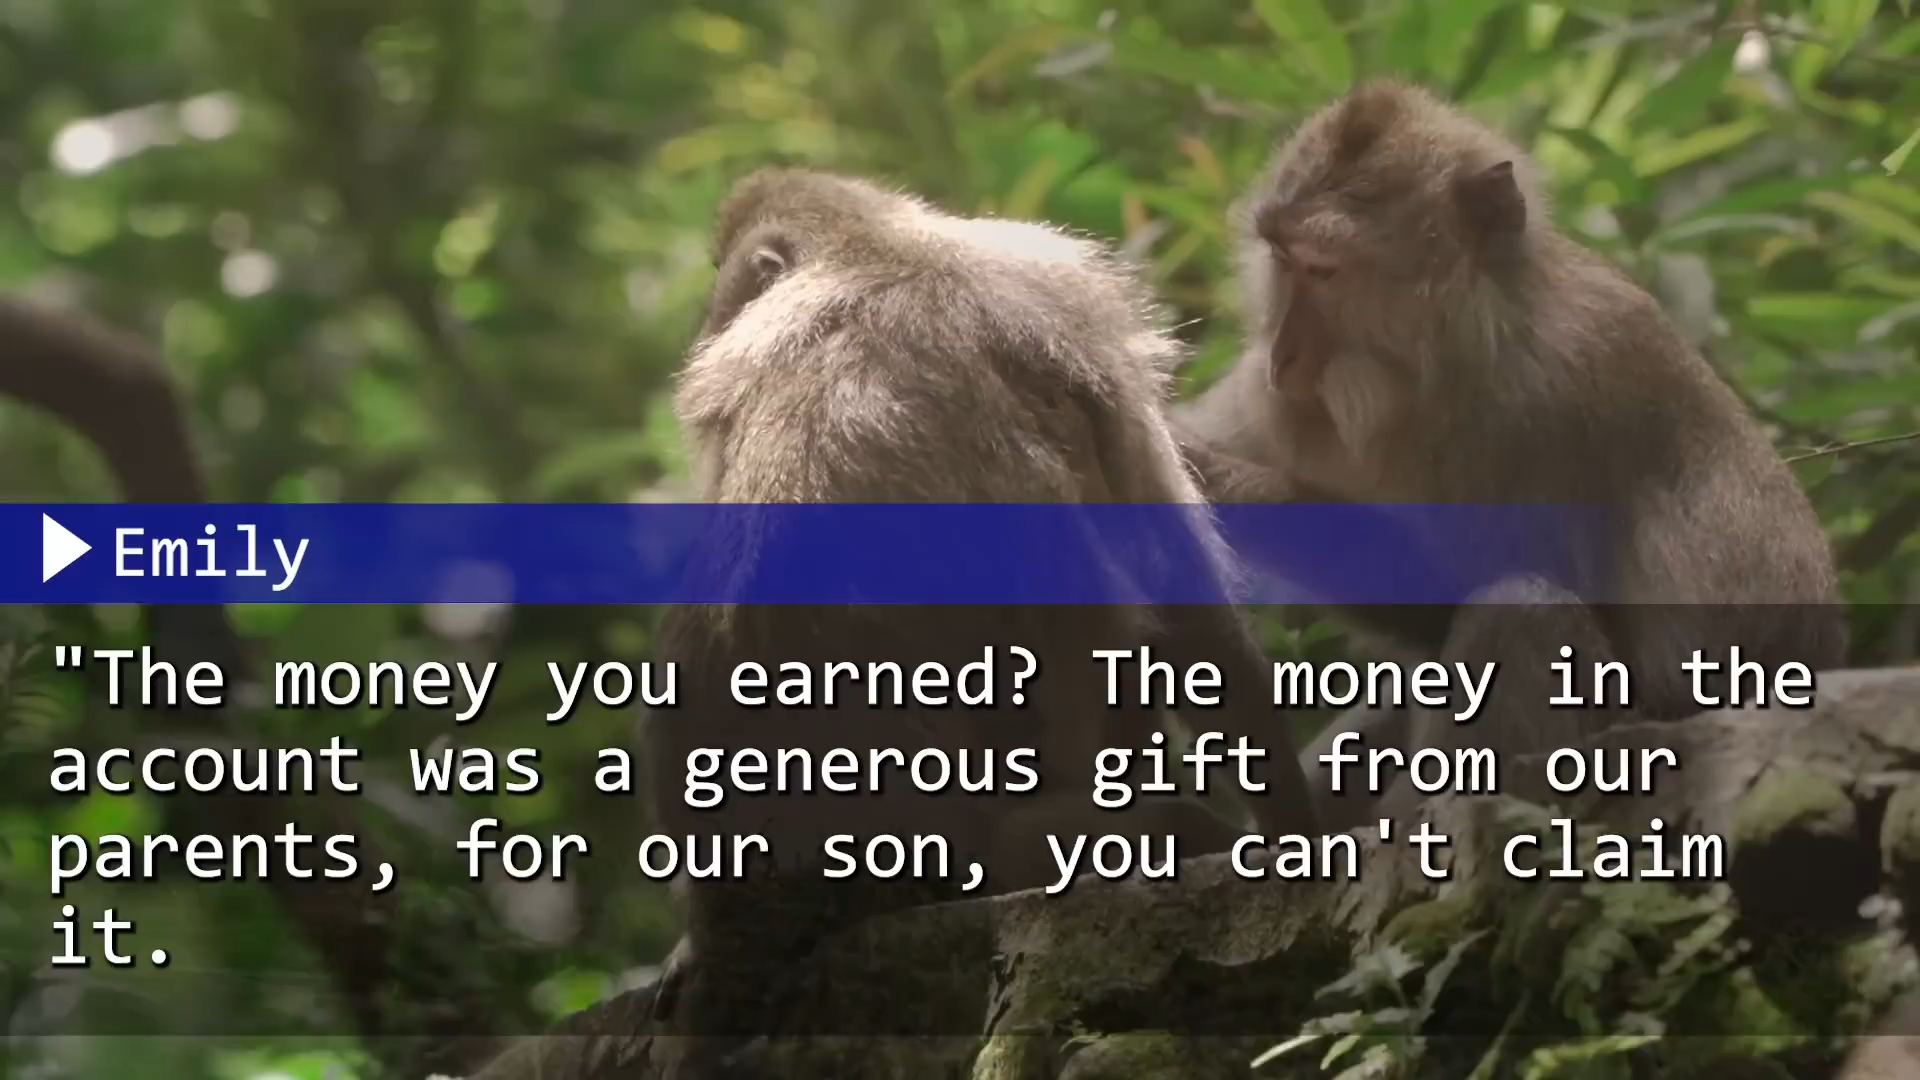 Emily
"The money you earned? The money in the
account was a generous gift from our
parents, for our son, you can't claim
it.